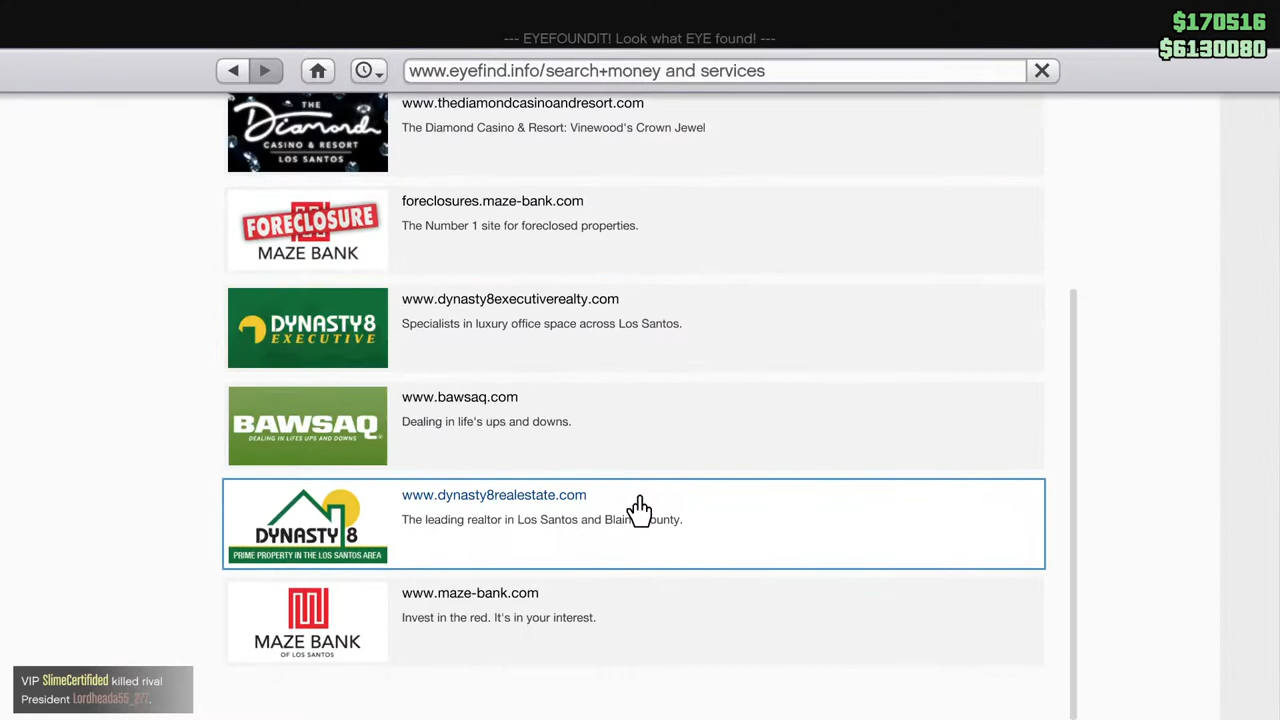 $170516
$6130080
--- EYEFOUNDIT! Look what EYE found! ---
www.eyefind.info/search+money and services
THE
Diamond
CASINO & RESORT
LOS SANTOS
www.thediamondcasinoandresort.com
The Diamond Casino & Resort: Vinewood's Crown Jewel
FORECLOSURE
MAZE BANK
foreclosures.maze-bank.com
The Number 1 site for foreclosed properties.
DYNASTY8
EXECUTIVE
www.dynasty8executiverealty.com
Specialists in luxury office space across Los Santos.
BAWSAQ
DEALING IN LIFES UPS AND DOWNS
www.bawsaq.com
Dealing in life's ups and downs.
DYNASTY 8
PRIME PROPERTY IN THE LOS SANTOS AREA
www.dynasty8realestate.com
The leading realtor in Los Santos and Blain ounty.
MAZE BANK
OF LOS SANTOS
www.maze-bank.com
Invest in the red. It's in your interest.
VIP SlimeCertifided killed rival
President Lordheada55_277.